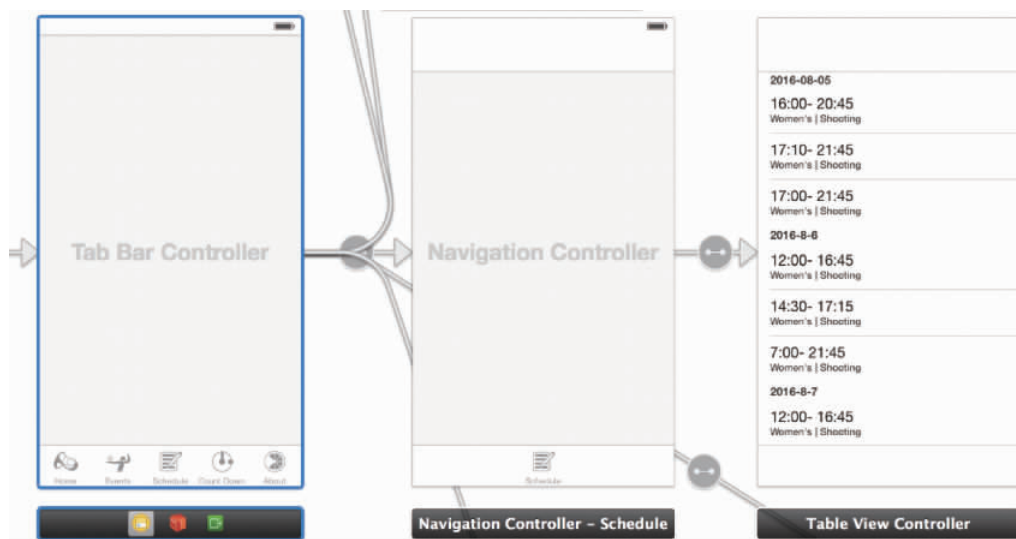 Tab Bar Controller
Home Events Schedule Count Down About
Navigation Controller
Schedule
Navigation Controller – Schedule
2016-08-05
16:00- 20:45
Women's | Shooting
17:10- 21:45
Women's | Shooting
17:00- 21:45
Women's | Shooting
2016-8-6
12:00- 16:45
Women's | Shooting
14:30- 17:15
Women's | Shooting
7:00- 21:45
Women's | Shooting
2016-8-7
12:00- 16:45
Women's | Shooting
Table View Controller